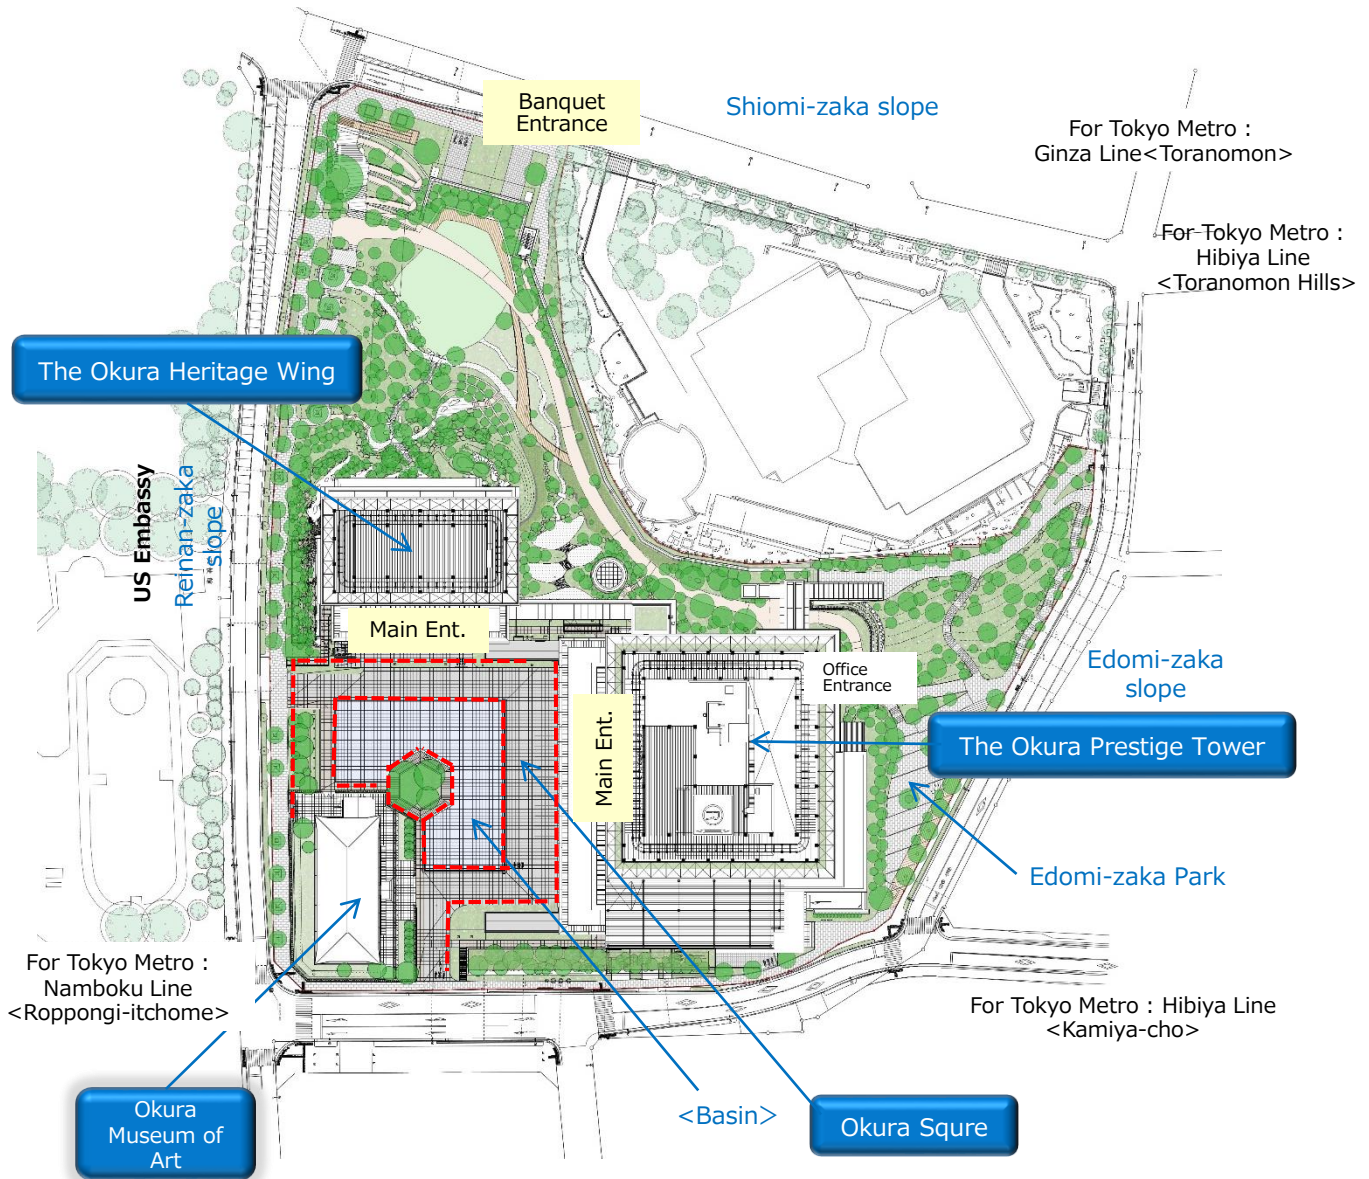 Banquet
Entrance
Shiomi-zaka slope
For Tokyo Metro :
Ginza Line<Toranomon>
For Tokyo Metro :
Hibiya Line
<Toranomon Hills>
The Okura Heritage Wing
US Embassy
Reinan-zaka
slope
Main Ent.
Main Ent.
Office
Entrance
Edomi-zaka
slope
The Okura Prestige Tower
Edomi-zaka Park
For Tokyo Metro :
Namboku Line
<Roppongi-itchome>
For Tokyo Metro : Hibiya Line
<Kamiya-cho>
Okura
Museum of
Art
<Basin>
Okura Squre